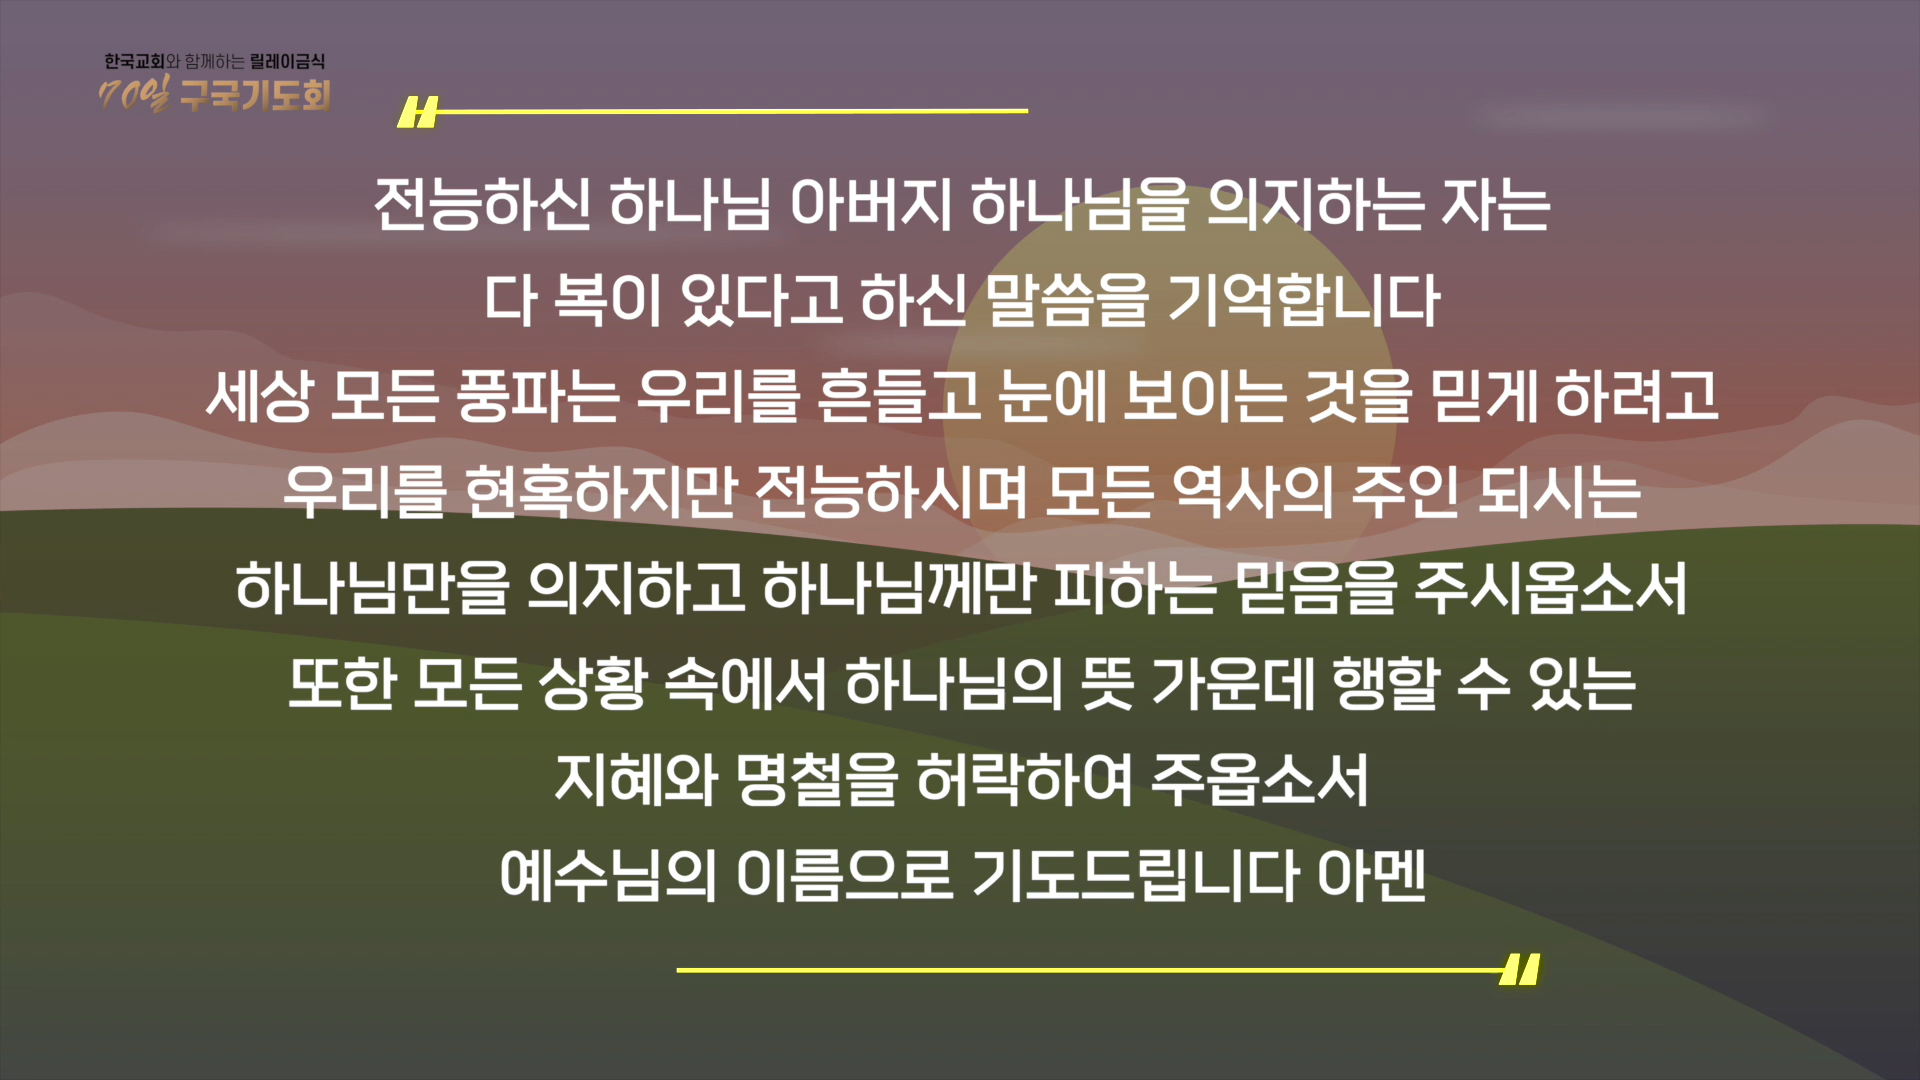 한국교회와 함께하는 릴레이금식
70일 구국기도회
전능하신 하나님 아버지 하나님을 의지하는 자는
다 복이 있다고 하신 말씀을 기억합니다
세상 모든 풍파는 우리를 흔들고 눈에 보이는 것을 믿게 하려고
우리를 현혹하지만 전능하시며 모든 역사의 주인 되시는
하나님만을 의지하고 하나님께만 피하는 믿음을 주시옵소서
또한 모든 상황 속에서 하나님의 뜻 가운데 행할 수 있는
지혜와 명철을 허락하여 주옵소서
예수님의 이름으로 기도드립니다 아멘